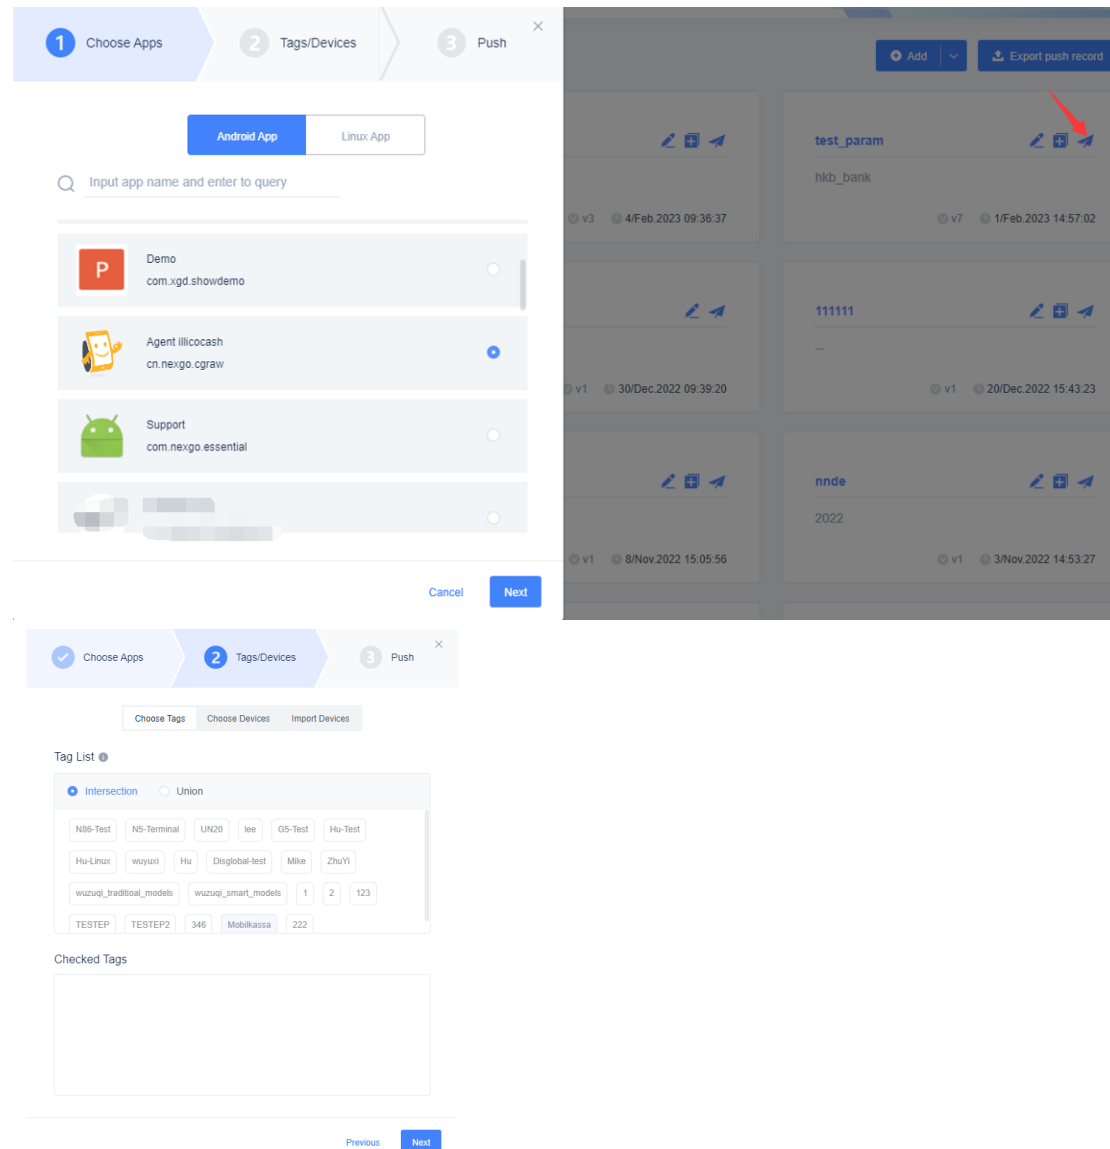 1 Choose Apps
2 Tags/Devices
3 Push
Android App
Linux App
Input app name and enter to query
P
Demo
com.xgd.showdemo
Agent illicocash
cn.nexgo.cgraw
Support
com.nexgo.essential
Cancel
Next
Add
Export push record
v3 4/Feb.2023 09:36:37
test_param
hkb_bank
v7 1/Feb.2023 14:57:02
v1 30/Dec.2022 09:39:20
111111
--
v1 20/Dec.2022 15:43:23
v1 8/Nov.2022 15:05:56
nnde
2022
v1 3/Nov.2022 14:53:27
Choose Apps
2 Tags/Devices
3 Push
Choose Tags Choose Devices Import Devices
Tag List
Intersection Union
N86-Test N5-Terminal UN20 lee G5-Test Hu-Test
Hu-Linux wuyuxi Hu Disglobal-test Mike ZhuYi
wuzuqi_traditioal_models wuzuqi_smart_models 1 2 123
TESTEP TESTEP2 346 Mobilkassa 222
Checked Tags
Previous Next